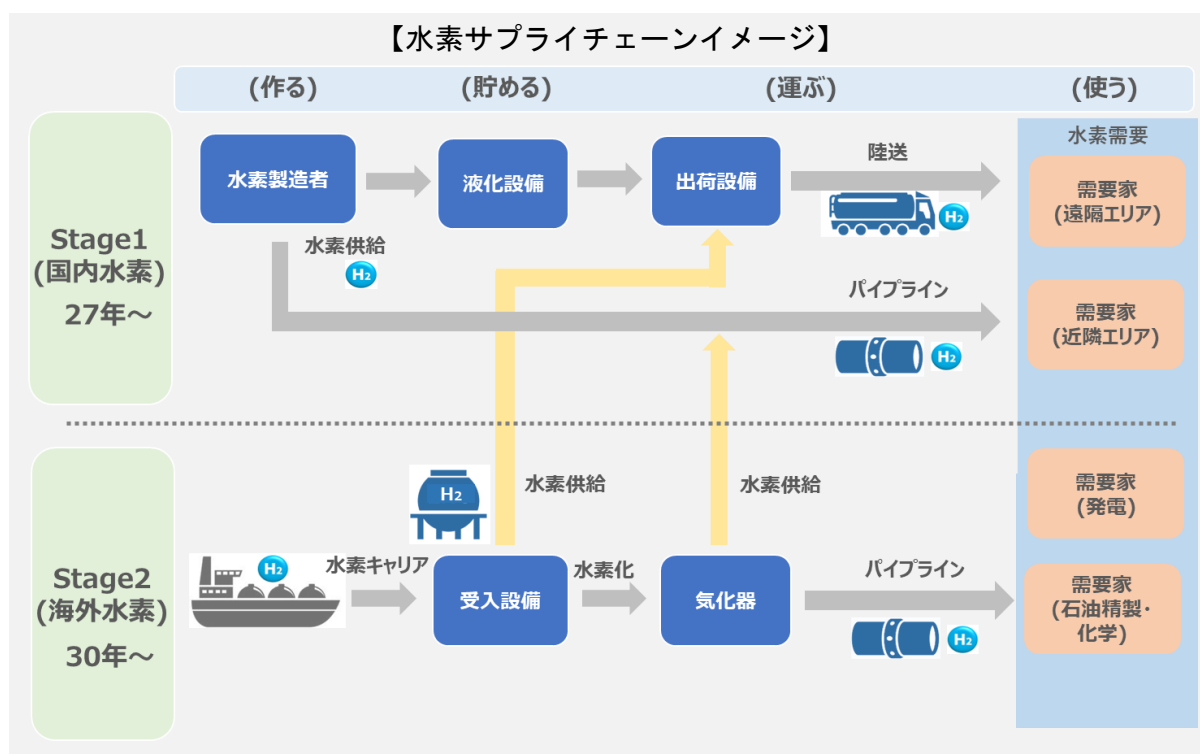 【水素サプライチェーンイメージ】
(作る)
(貯める)
(運ぶ)
(使う)
Stage1
(国内水素)
27年～
水素製造者
液化設備
出荷設備
陸送
H2
水素需要
需要家
(遠隔エリア)
水素供給
H2
パイプライン
H2
需要家
(近隣エリア)
Stage2
(海外水素)
30年～
H2
水素キャリア
H2
水素供給
受入設備
水素化
水素供給
気化器
パイプライン
H2
需要家
(発電)
需要家
(石油精製・
化学)